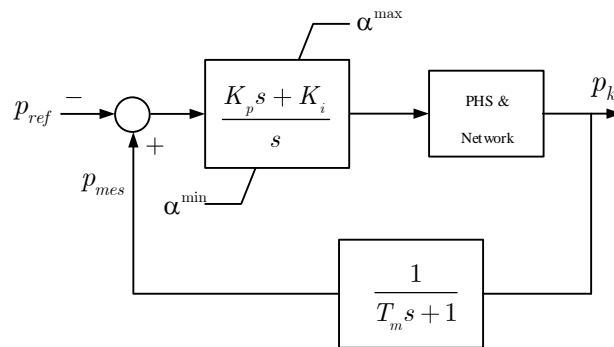 α^max
p_ref
−
+
K_p s + K_i
s
PHS &
Network
p_k
p_mes
α^min
1
T_m s + 1